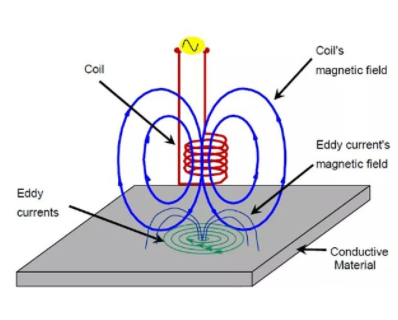 Coil's
magnetic field
Coil
Eddy current's
magnetic field
Eddy
currents
Conductive
Material